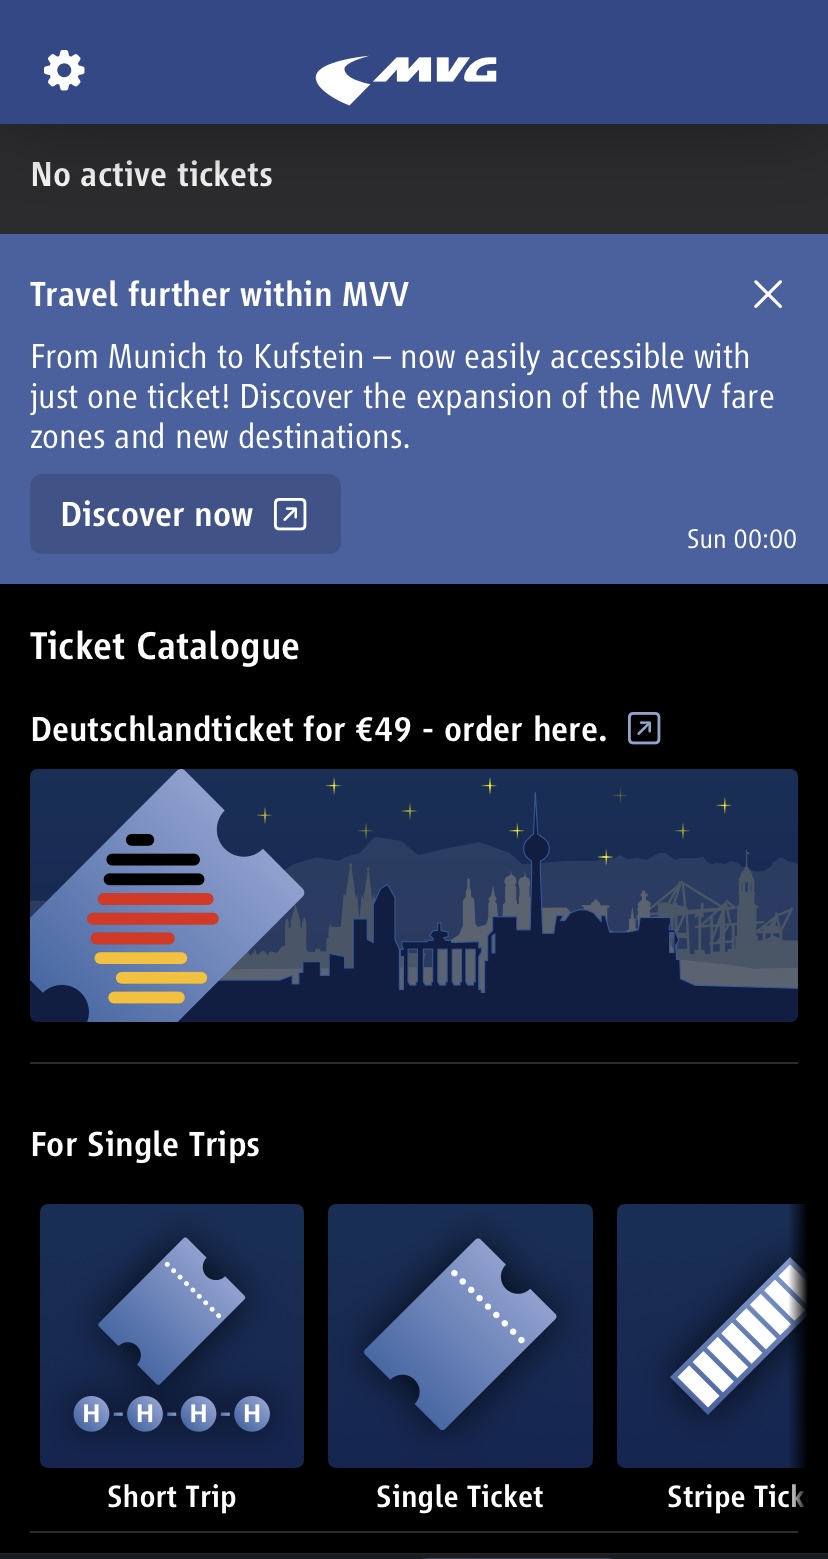 MVG
No active tickets
Travel further within MVV
From Munich to Kufstein – now easily accessible with
just one ticket! Discover the expansion of the MVV fare
zones and new destinations.
Discover now
Sun 00:00
Ticket Catalogue
Deutschlandticket for €49 - order here.
For Single Trips
H-H-H-H
Short Trip
Single Ticket
Stripe Tick